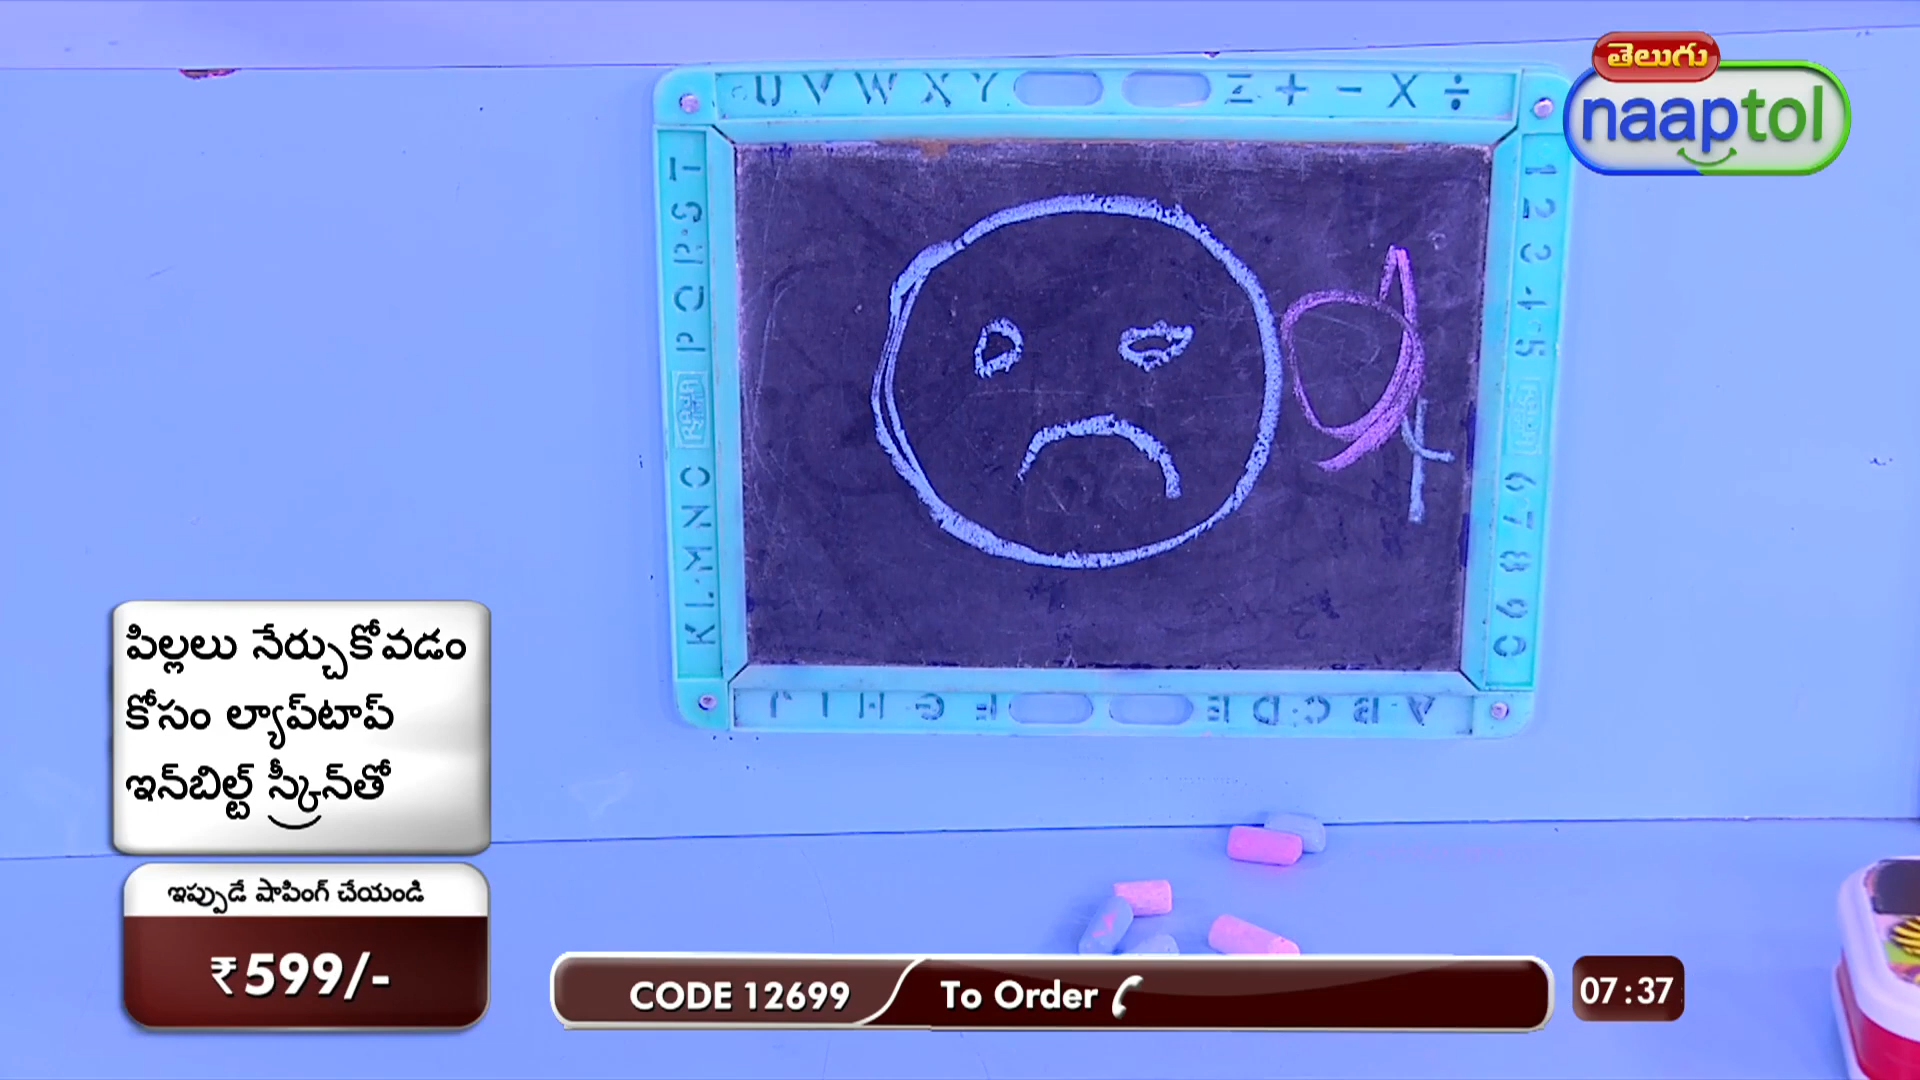 తెలుగు
naaptol
U V W X Y Z + - X ÷
K L M N O P Q R S T
1 2 3 4 5 6 7 8 9 0
A B C D E F G H I J
పిల్లలు నేర్చుకోవడం
కోసం ల్యాప్‌టాప్
ఇన్‌బిల్ట్ స్క్రీన్‌తో
ఇప్పుడే షాపింగ్ చేయండి
₹599/-
CODE 12699
To Order
07:37